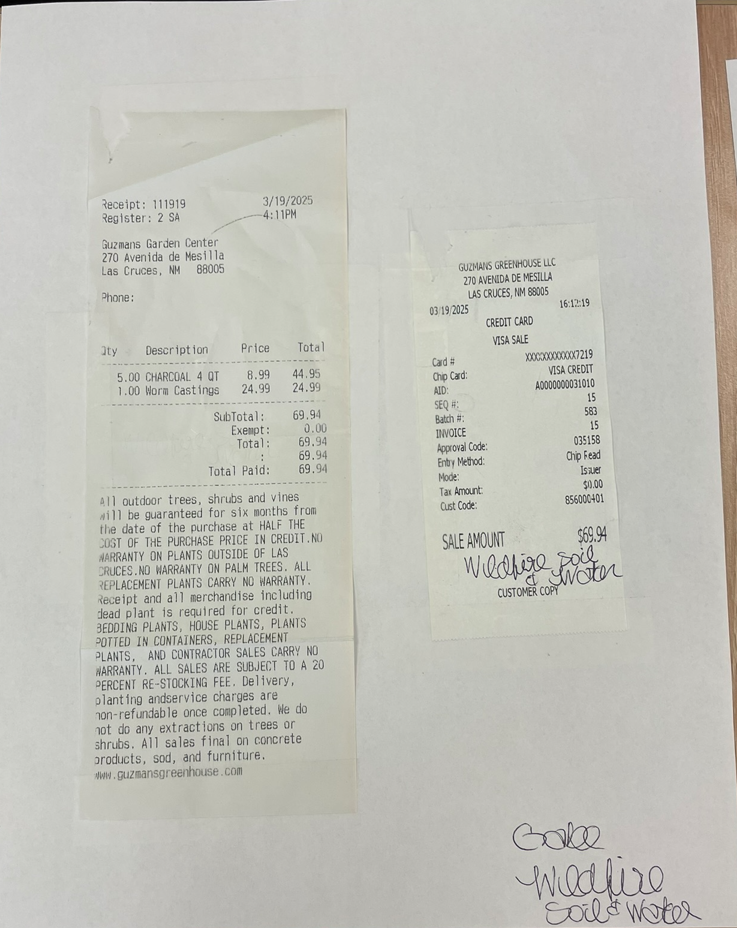 Receipt: 111919 3/19/2025
Register: 2 SA 4:11PM
Guzmans Garden Center
270 Avenida de Mesilla
Las Cruces, NM 88005
Phone:
Qty Description Price Total
5.00 CHARCOAL 4 QT 8.99 44.95
1.00 Worm Castings 24.99 24.99
SubTotal: 69.94
Exempt: 0.00
Total: 69.94
: 69.94
Total Paid: 69.94
All outdoor trees, shrubs and vines
will be guaranteed for six months from
the date of the purchase at HALF THE
COST OF THE PURCHASE PRICE IN CREDIT.NO
WARRANTY ON PLANTS OUTSIDE OF LAS
CRUCES.NO WARRANTY ON PALM TREES. ALL
REPLACEMENT PLANTS CARRY NO WARRANTY.
Receipt and all merchandise including
dead plant is required for credit.
BEDDING PLANTS, HOUSE PLANTS, PLANTS
POTTED IN CONTAINERS, REPLACEMENT
PLANTS, AND CONTRACTOR SALES CARRY NO
WARRANTY. ALL SALES ARE SUBJECT TO A 20
PERCENT RE-STOCKING FEE. Delivery,
planting andservice charges are
non-refundable once completed. We do
not do any extractions on trees or
shrubs. All sales final on concrete
products, sod, and furniture.
www.guzmansgreenhouse.com
GUZMANS GREENHOUSE LLC
270 AVENIDA DE MESILLA
LAS CRUCES, NM 88005
03/19/2025 16:12:19
CREDIT CARD
VISA SALE
Card # XXXXXXXXXXXX7219
Chip Card: VISA CREDIT
AID: A0000000031010
SEQ #: 15
Batch #: 583
INVOICE 15
Approval Code: 035158
Entry Method: Chip Read
Mode: Issuer
Tax Amount: $0.00
Cust Code: 856000401
SALE AMOUNT $69.94
Wildfire Soil
& Water
CUSTOMER COPY
Wildfire
Soil & Water